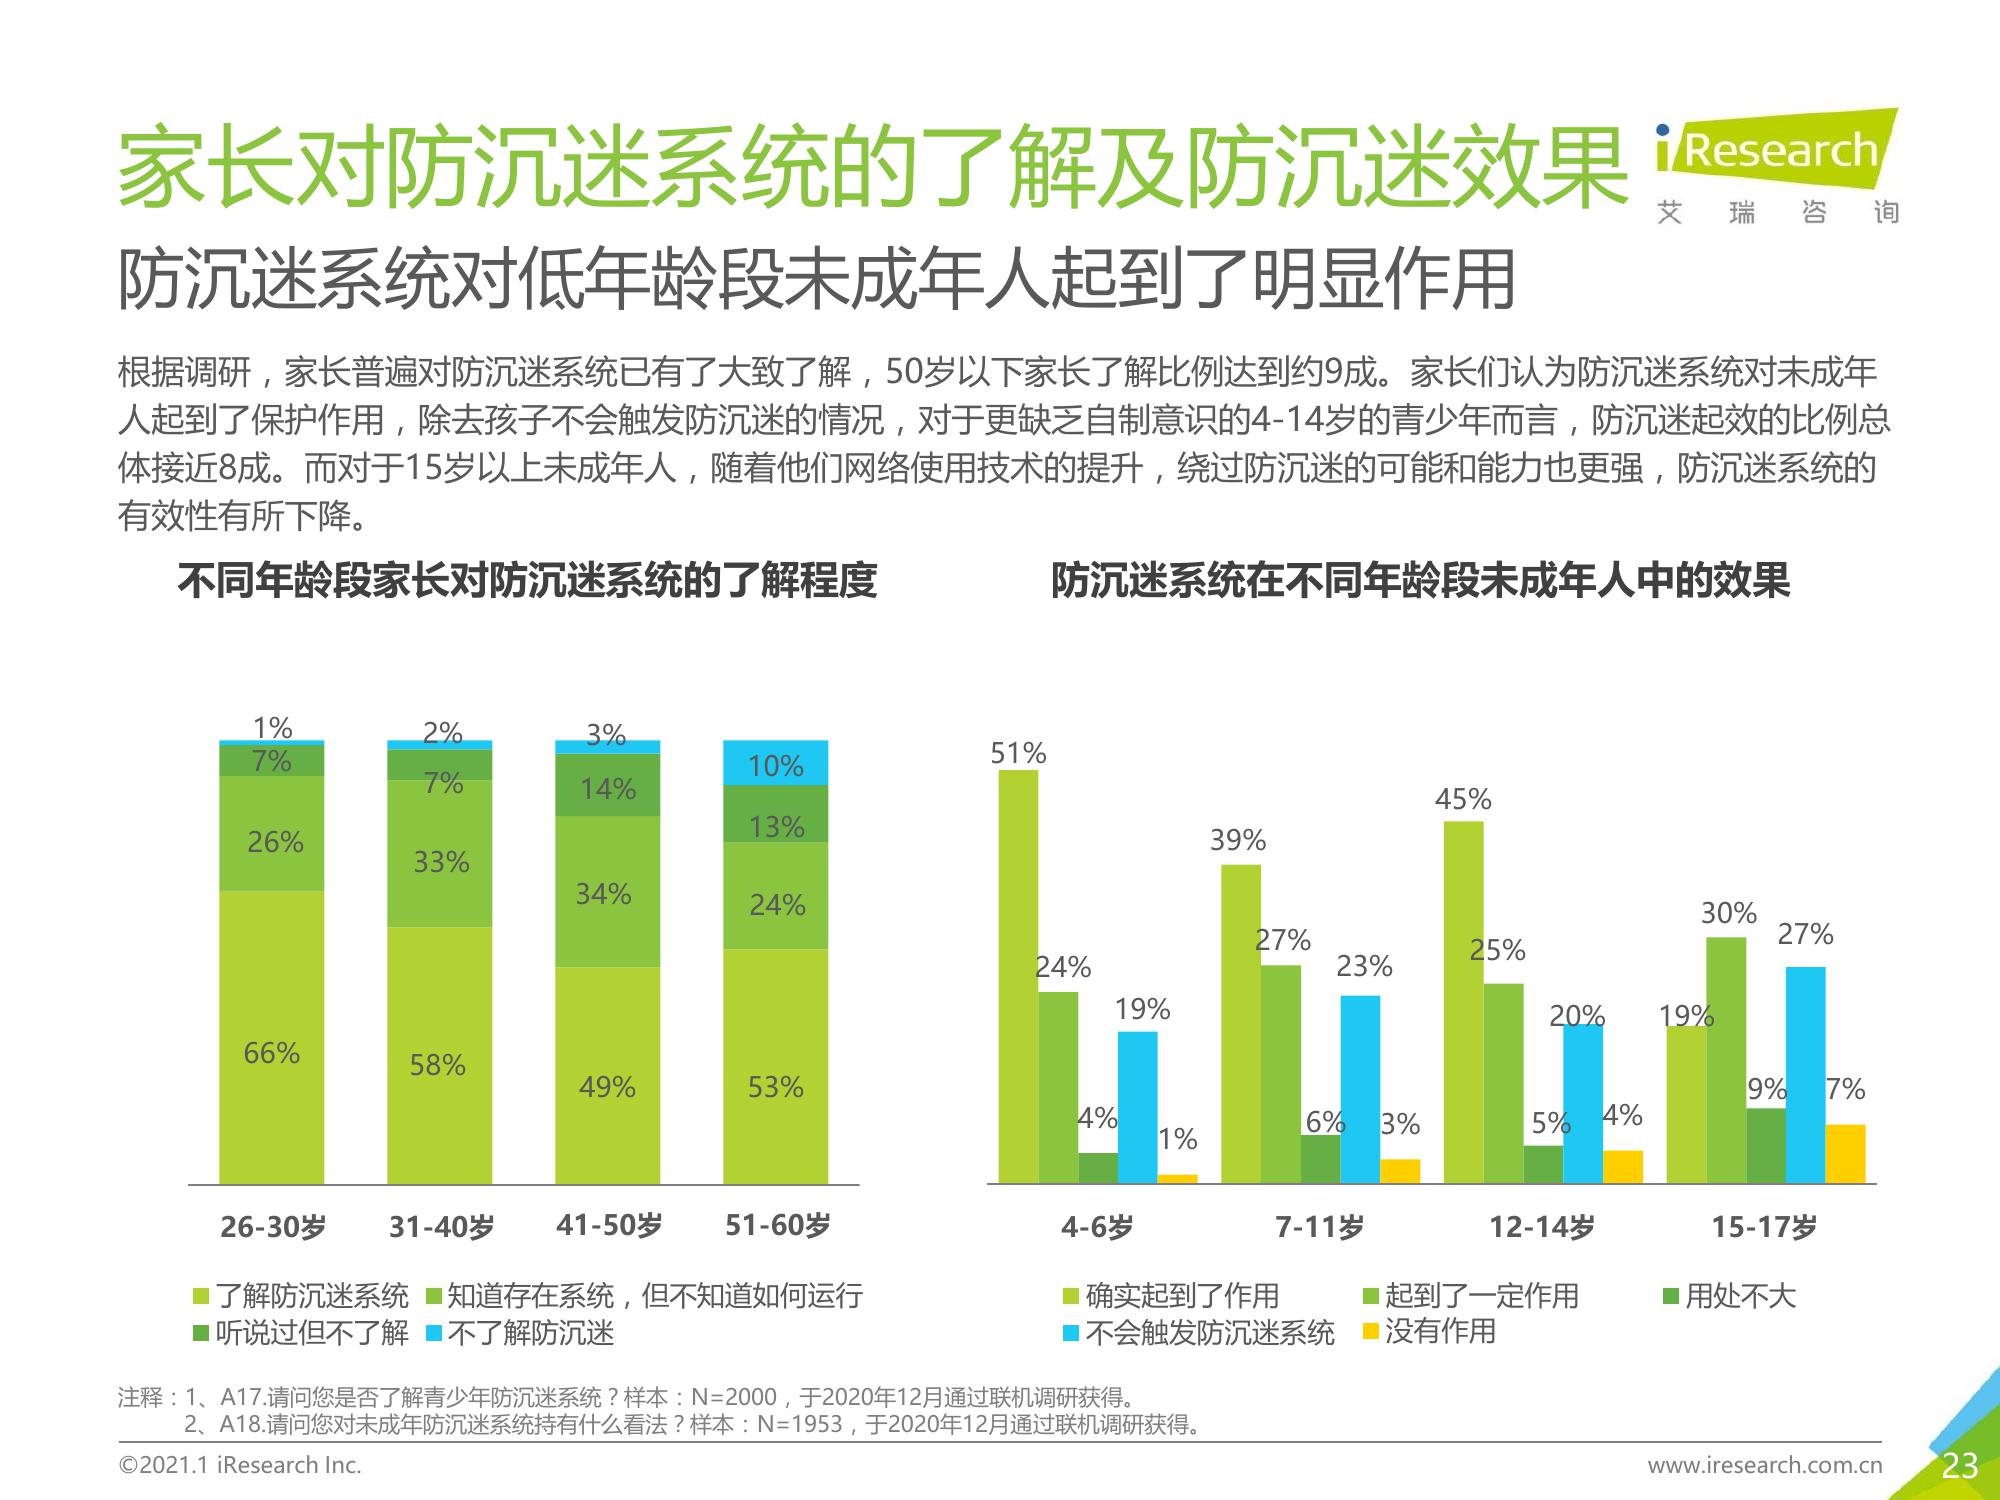 家长对防沉迷系统的了解及防沉迷效果
iResearch
艾瑞咨询
防沉迷系统对低年龄段未成年人起到了明显作用
根据调研，家长普遍对防沉迷系统已有了大致了解，50岁以下家长了解比例达到约9成。家长们认为防沉迷系统对未成年
人起到了保护作用，除去孩子不会触发防沉迷的情况，对于更缺乏自制意识的4-14岁的青少年而言，防沉迷起效的比例总
体接近8成。而对于15岁以上未成年人，随着他们网络使用技术的提升，绕过防沉迷的可能和能力也更强，防沉迷系统的
有效性有所下降。
不同年龄段家长对防沉迷系统的了解程度
1% 2% 3% 10%
7% 7% 14% 13%
26% 33% 34% 24%
66% 58% 49% 53%
26-30岁 31-40岁 41-50岁 51-60岁
了解防沉迷系统 知道存在系统，但不知道如何运行
听说过但不了解 不了解防沉迷
防沉迷系统在不同年龄段未成年人中的效果
51% 24% 4% 19% 1%
39% 27% 6% 23% 3%
45% 25% 5% 20% 4%
19% 30% 9% 27% 7%
4-6岁 7-11岁 12-14岁 15-17岁
确实起到了作用 起到了一定作用 用处不大
不会触发防沉迷系统 没有作用
注释：1、A17.请问您是否了解青少年防沉迷系统？样本：N=2000，于2020年12月通过联机调研获得。
2、A18.请问您对未成年防沉迷系统持有什么看法？样本：N=1953，于2020年12月通过联机调研获得。
©2021.1 iResearch Inc.
www.iresearch.com.cn
23